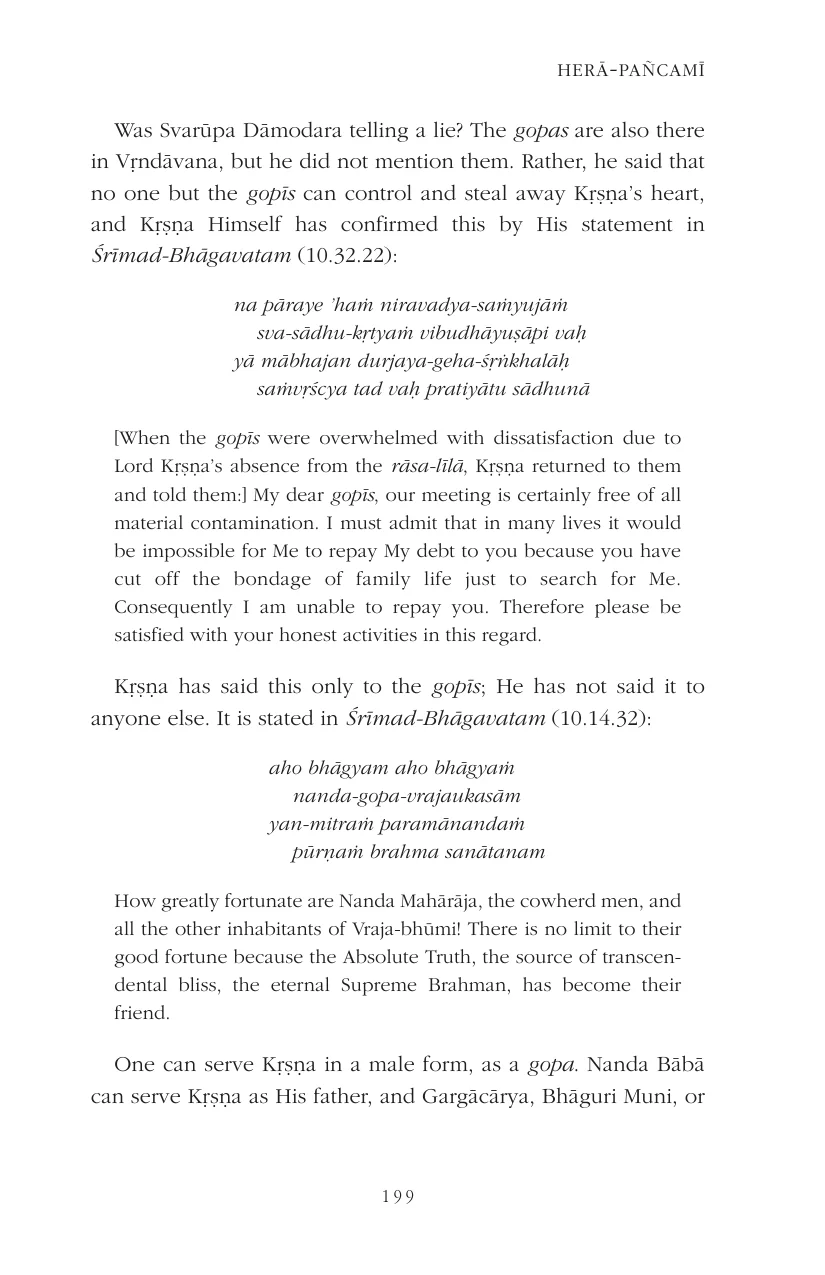 HERĀ-PAÑCAMĪ
Was Svarūpa Dāmodara telling a lie? The gopas are also there
in Vṛndāvana, but he did not mention them. Rather, he said that
no one but the gopīs can control and steal away Kṛṣṇa’s heart,
and Kṛṣṇa Himself has confirmed this by His statement in
Śrīmad-Bhāgavatam (10.32.22):
na pāraye ’haṁ niravadya-saṁyujāṁ
sva-sādhu-kṛtyaṁ vibudhāyuṣāpi vaḥ
yā mābhajan durjaya-geha-śṛṅkhalāḥ
saṁvṛścya tad vaḥ pratiyātu sādhunā
[When the gopīs were overwhelmed with dissatisfaction due to
Lord Kṛṣṇa’s absence from the rāsa-līlā, Kṛṣṇa returned to them
and told them:] My dear gopīs, our meeting is certainly free of all
material contamination. I must admit that in many lives it would
be impossible for Me to repay My debt to you because you have
cut off the bondage of family life just to search for Me.
Consequently I am unable to repay you. Therefore please be
satisfied with your honest activities in this regard.
Kṛṣṇa has said this only to the gopīs; He has not said it to
anyone else. It is stated in Śrīmad-Bhāgavatam (10.14.32):
aho bhāgyam aho bhāgyaṁ
nanda-gopa-vrajaukasām
yan-mitraṁ paramānandaṁ
pūrṇaṁ brahma sanātanam
How greatly fortunate are Nanda Mahārāja, the cowherd men, and
all the other inhabitants of Vraja-bhūmi! There is no limit to their
good fortune because the Absolute Truth, the source of transcen-
dental bliss, the eternal Supreme Brahman, has become their
friend.
One can serve Kṛṣṇa in a male form, as a gopa. Nanda Bābā
can serve Kṛṣṇa as His father, and Gargācārya, Bhāguri Muni, or
199